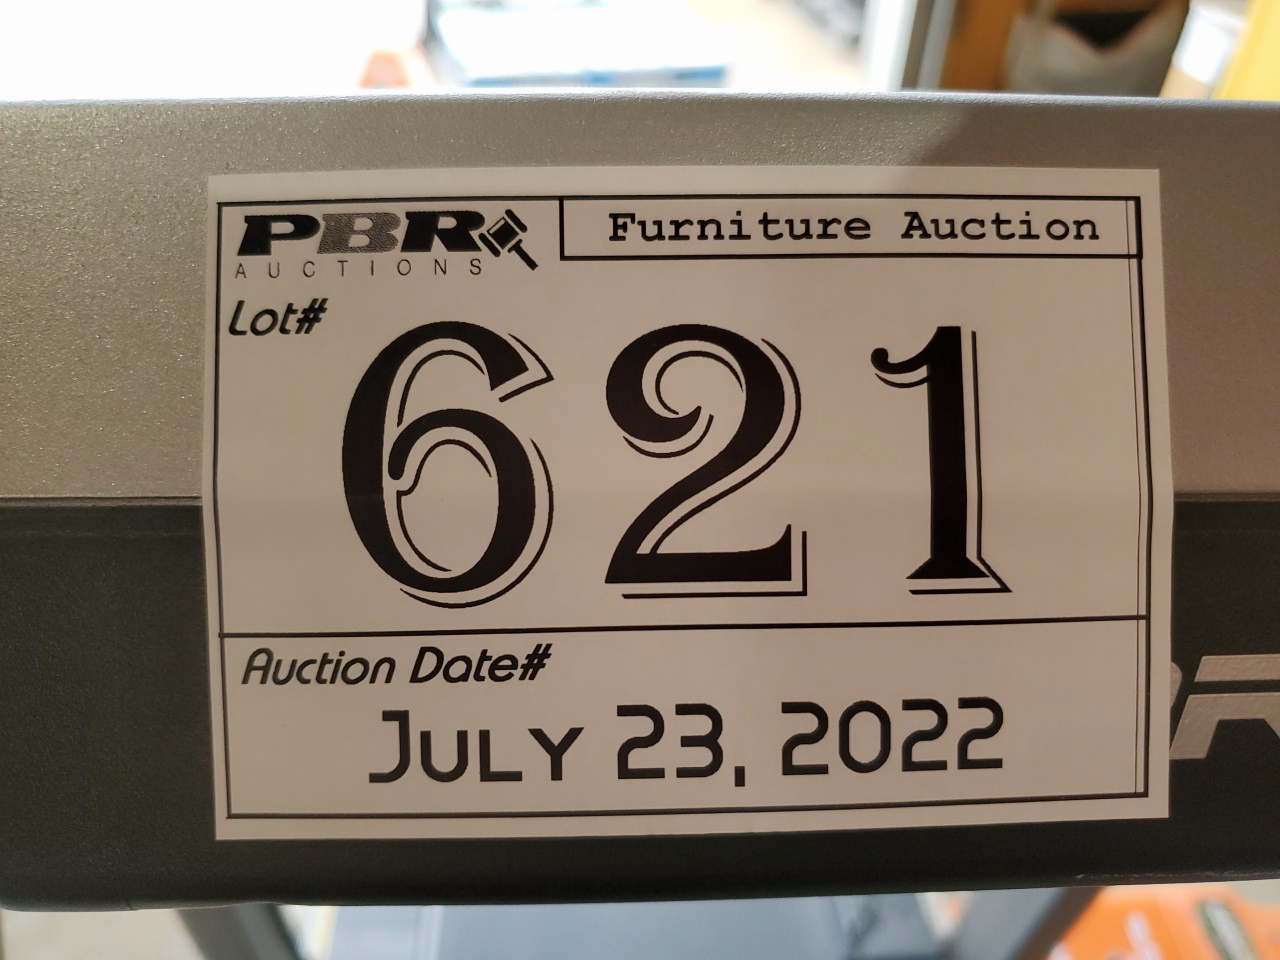 PBR
AUCTIONS
Furniture Auction
Lot#
621
Auction Date#
JULY 23, 2022